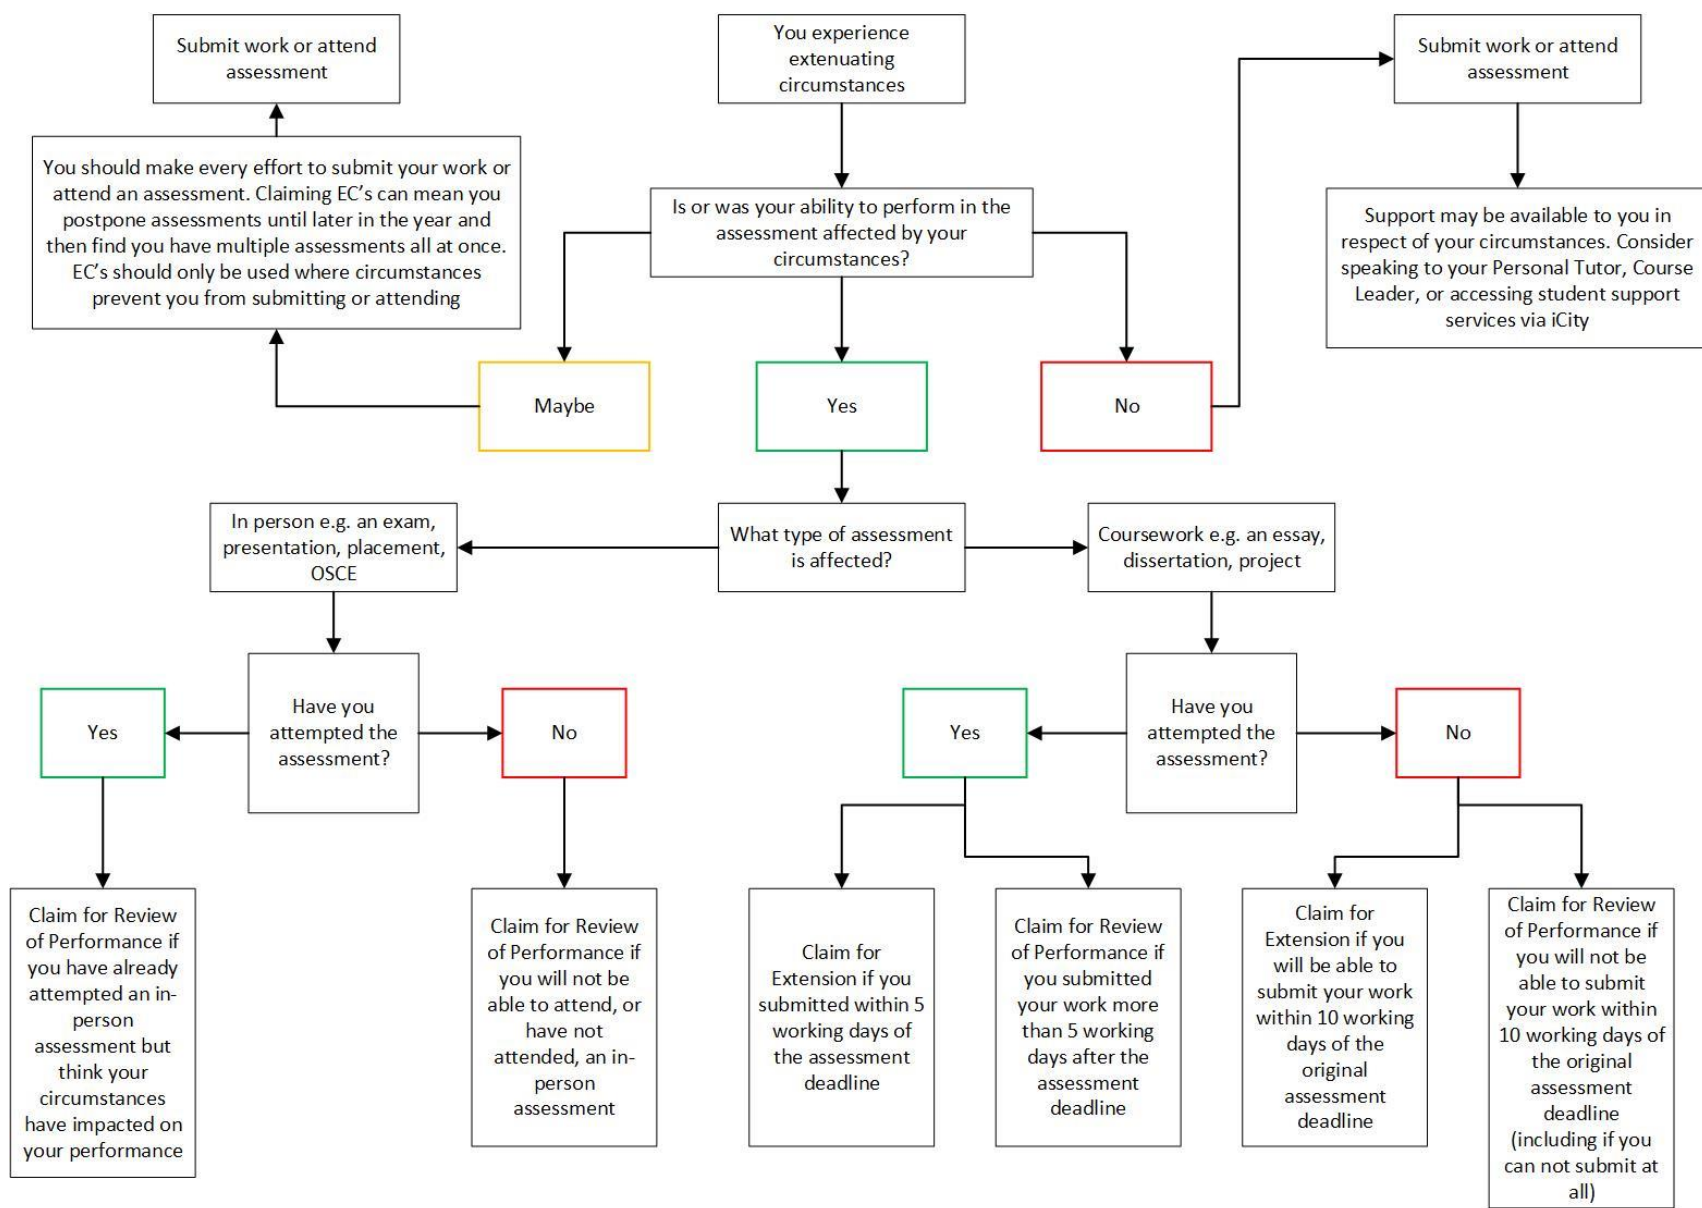 Submit work or attend
assessment
You experience
extenuating
circumstances
Submit work or attend
assessment
You should make every effort to submit your work or
attend an assessment. Claiming EC's can mean you
postpone assessments until later in the year and
then find you have multiple assessments all at once.
EC's should only be used where circumstances
prevent you from submitting or attending
Is or was your ability to perform in the
assessment affected by your
circumstances?
Support may be available to you in
respect of your circumstances. Consider
speaking to your Personal Tutor, Course
Leader, or accessing student support
services via iCity
Maybe
Yes
No
In person e.g. an exam,
presentation, placement,
OSCE
What type of assessment
is affected?
Coursework e.g. an essay,
dissertation, project
Yes
Have you
attempted the
assessment?
No
Yes
Have you
attempted the
assessment?
No
Claim for Review
of Performance if
you have already
attempted an in-
person
assessment but
think your
circumstances
have impacted on
your performance
Claim for Review
of Performance if
you will not be
able to attend, or
have not
attended, an in-
person
assessment
Claim for
Extension if you
submitted within 5
working days of
the assessment
deadline
Claim for Review
of Performance if
you submitted
your work more
than 5 working
days after the
assessment
deadline
Claim for
Extension if you
will be able to
submit your work
within 10 working
days of the
original
assessment
deadline
Claim for Review
of Performance if
you will not be
able to submit
your work within
10 working days of
the original
assessment
deadline
(including if you
can not submit at
all)